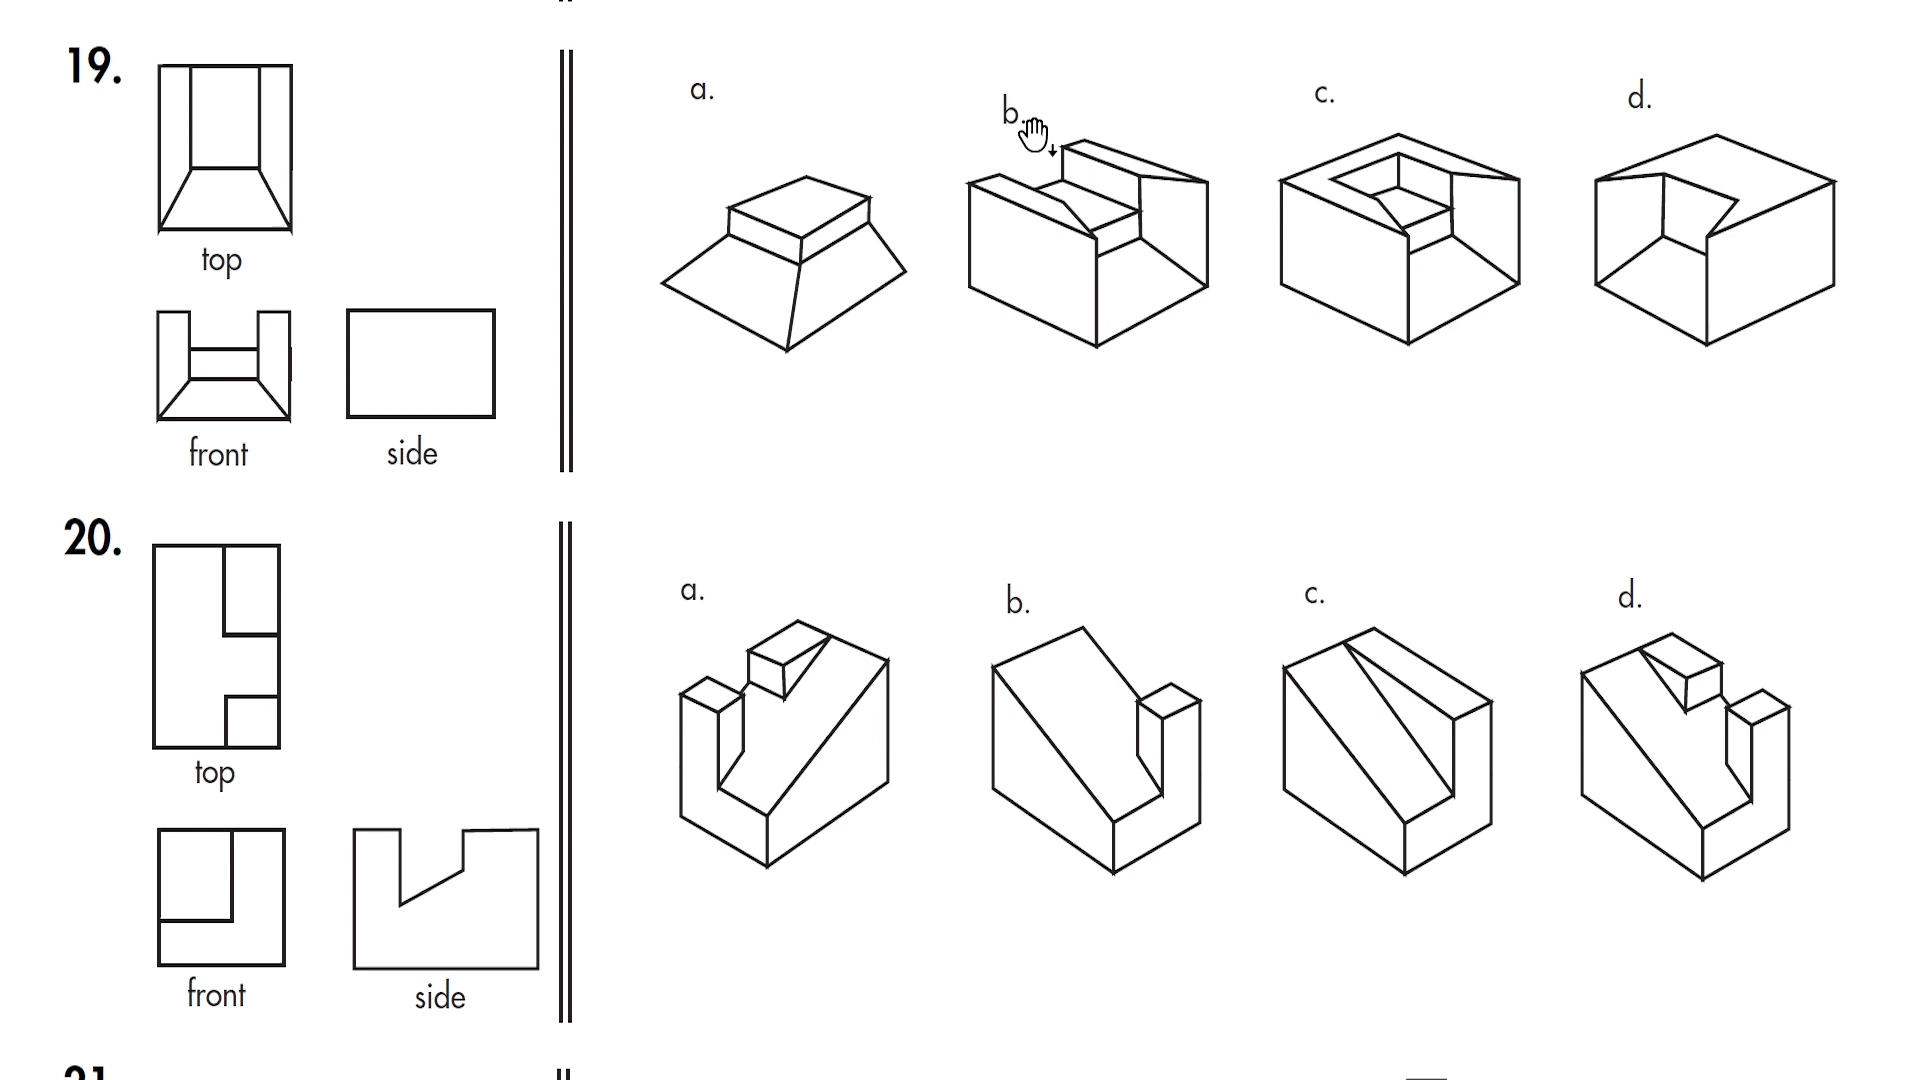 19.
top
front
side
a.
b.
c.
d.
20.
top
front
side
a.
b.
c.
d.